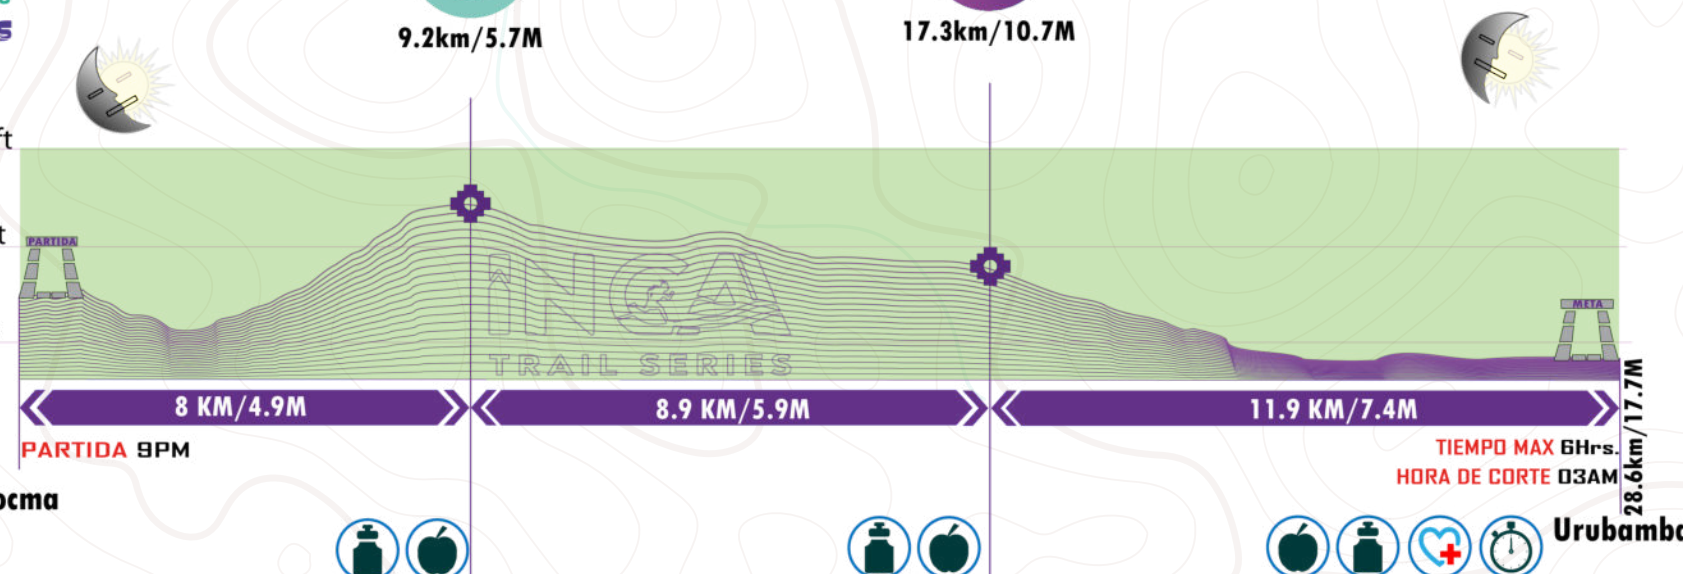 s
9.2km/5.7M
17.3km/10.7M
ft
t
PARTIDA
META
INCA
TRAIL SERIES
8 KM/4.9M
8.9 KM/5.9M
11.9 KM/7.4M
28.6km/17.7M
PARTIDA 9PM
TIEMPO MAX 6Hrs.
HORA DE CORTE 03AM
ocma
Urubamba